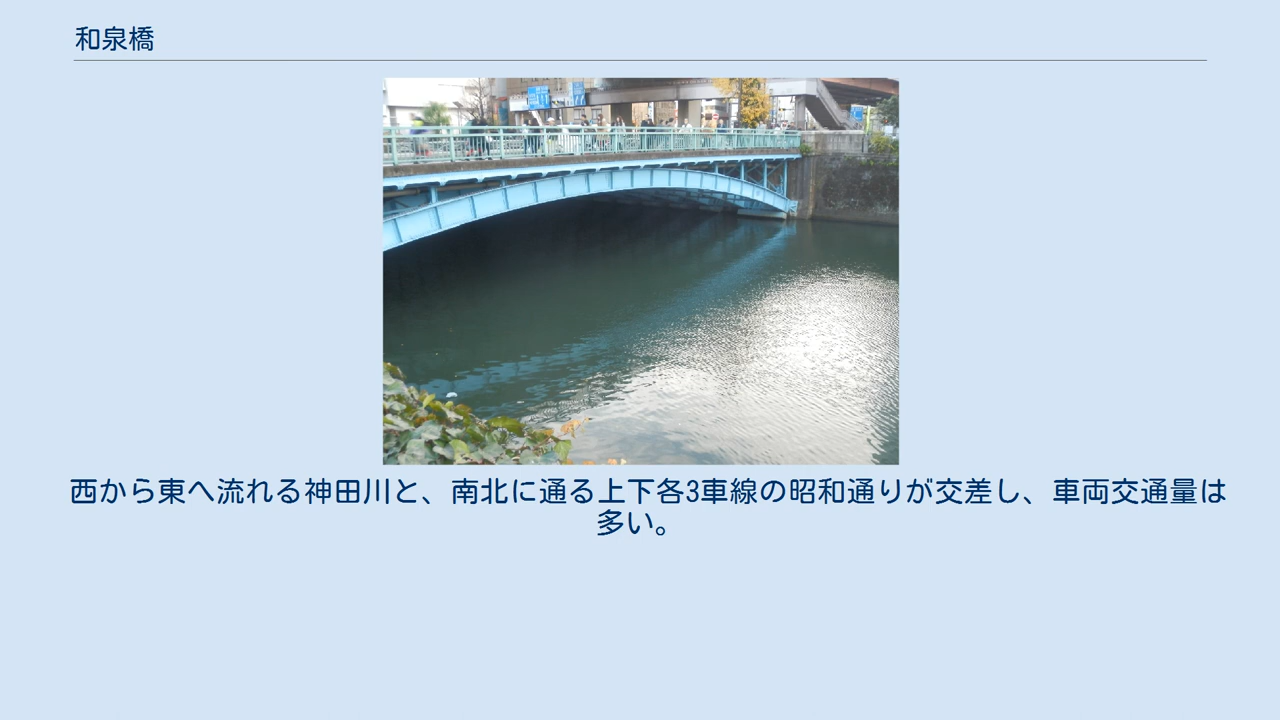 和泉橋
西から東へ流れる神田川と、南北に通る上下各3車線の昭和通りが交差し、車両交通量は
多い。